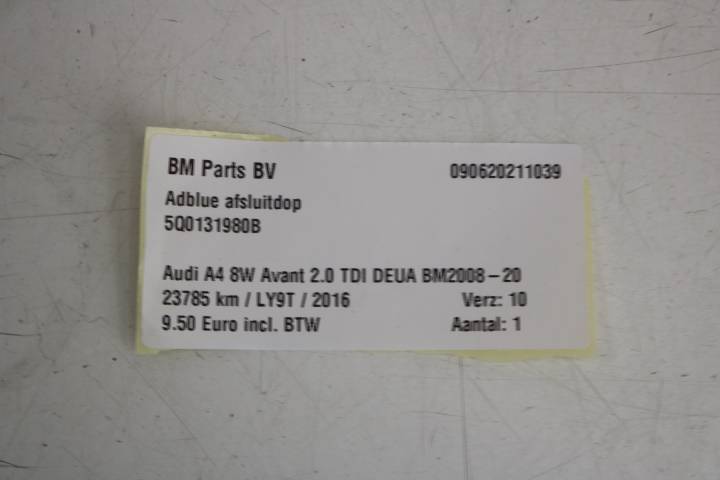 BM Parts BV 090620211039
Adblue afsluitdop
5Q0131980B
Audi A4 8W Avant 2.0 TDI DEUA BM2008-20
23785 km / LY9T / 2016 Verz: 10
9.50 Euro incl. BTW Aantal: 1